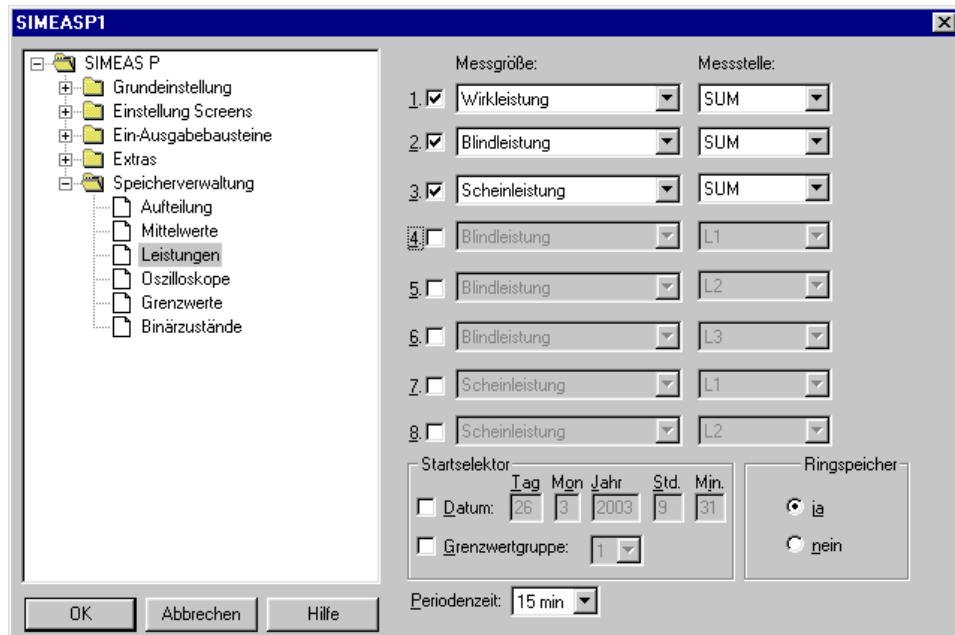 SIMEASP1
SIMEAS P
Grundeinstellung
Einstellung Screens
Ein-Ausgabebausteine
Extras
Speicherverwaltung
Aufteilung
Mittelwerte
Leistungen
Oszilloskope
Grenzwerte
Binärzustände
OK Abbrechen Hilfe
Messgröße: Messstelle:
1. Wirkleistung SUM
2. Blindleistung SUM
3. Scheinleistung SUM
4. Blindleistung L1
5. Blindleistung L2
6. Blindleistung L3
7. Scheinleistung L1
8. Scheinleistung L2
Startselektor
Tag Mon Jahr Std. Min.
Datum: 26 3 2003 9 31
Grenzwertgruppe: 1
Ringspeicher
ja
nein
Periodenzeit: 15 min